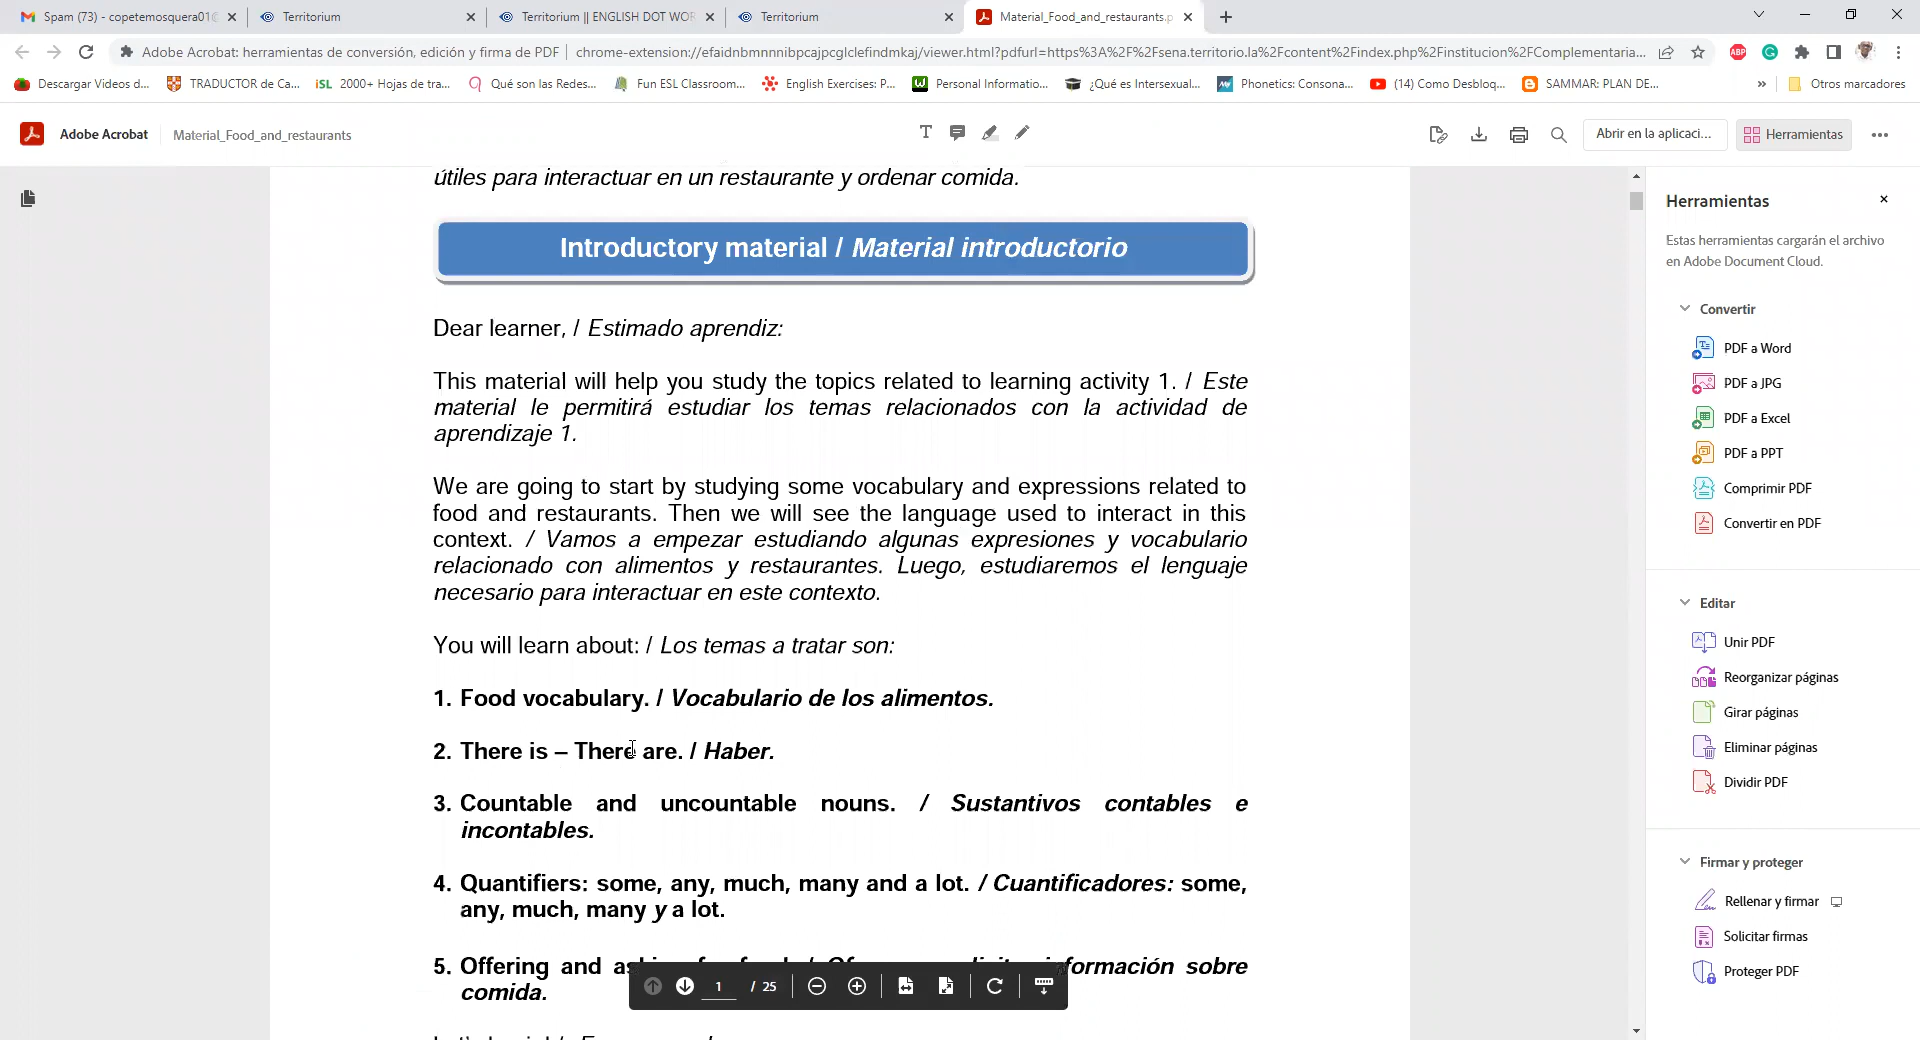 Spam (73) - copetemosquera01@
Territorium
Territorium || ENGLISH DOT WOR
Territorium
Material_Food_and_restaurants.p
Adobe Acrobat: herramientas de conversión, edición y firma de PDF
chrome-extension://efaidnbmnnnibpcajpcglclefindmkaj/viewer.html?pdfurl=https%3A%2F%2Fsena.territorio.la%2Fcontent%2Findex.php%2Finstitucion%2FComplementaria...
Descargar Videos d...
TRADUCTOR de Ca...
iSL 2000+ Hojas de tra...
Qué son las Redes...
Fun ESL Classroom...
English Exercises: P...
Personal Informatio...
¿Qué es Intersexual...
Phonetics: Consona...
(14) Como Desbloq...
SAMMAR: PLAN DE...
»
Otros marcadores
Adobe Acrobat
Material_Food_and_restaurants
Abrir en la aplicaci...
Herramientas
útiles para interactuar en un restaurante y ordenar comida.
Introductory material / Material introductorio
Dear learner, / Estimado aprendiz:
This material will help you study the topics related to learning activity 1. / Este
material le permitirá estudiar los temas relacionados con la actividad de
aprendizaje 1.
We are going to start by studying some vocabulary and expressions related to
food and restaurants. Then we will see the language used to interact in this
context. / Vamos a empezar estudiando algunas expresiones y vocabulario
relacionado con alimentos y restaurantes. Luego, estudiaremos el lenguaje
necesario para interactuar en este contexto.
You will learn about: / Los temas a tratar son:
1. Food vocabulary. / Vocabulario de los alimentos.
2. There is – There are. / Haber.
3. Countable and uncountable nouns. / Sustantivos contables e
incontables.
4. Quantifiers: some, any, much, many and a lot. / Cuantificadores: some,
any, much, many y a lot.
5. Offering and formación sobre
comida.
1 / 25
Herramientas
Estas herramientas cargarán el archivo
en Adobe Document Cloud.
Convertir
PDF a Word
PDF a JPG
PDF a Excel
PDF a PPT
Comprimir PDF
Convertir en PDF
Editar
Unir PDF
Reorganizar páginas
Girar páginas
Eliminar páginas
Dividir PDF
Firmar y proteger
Rellenar y firmar
Solicitar firmas
Proteger PDF